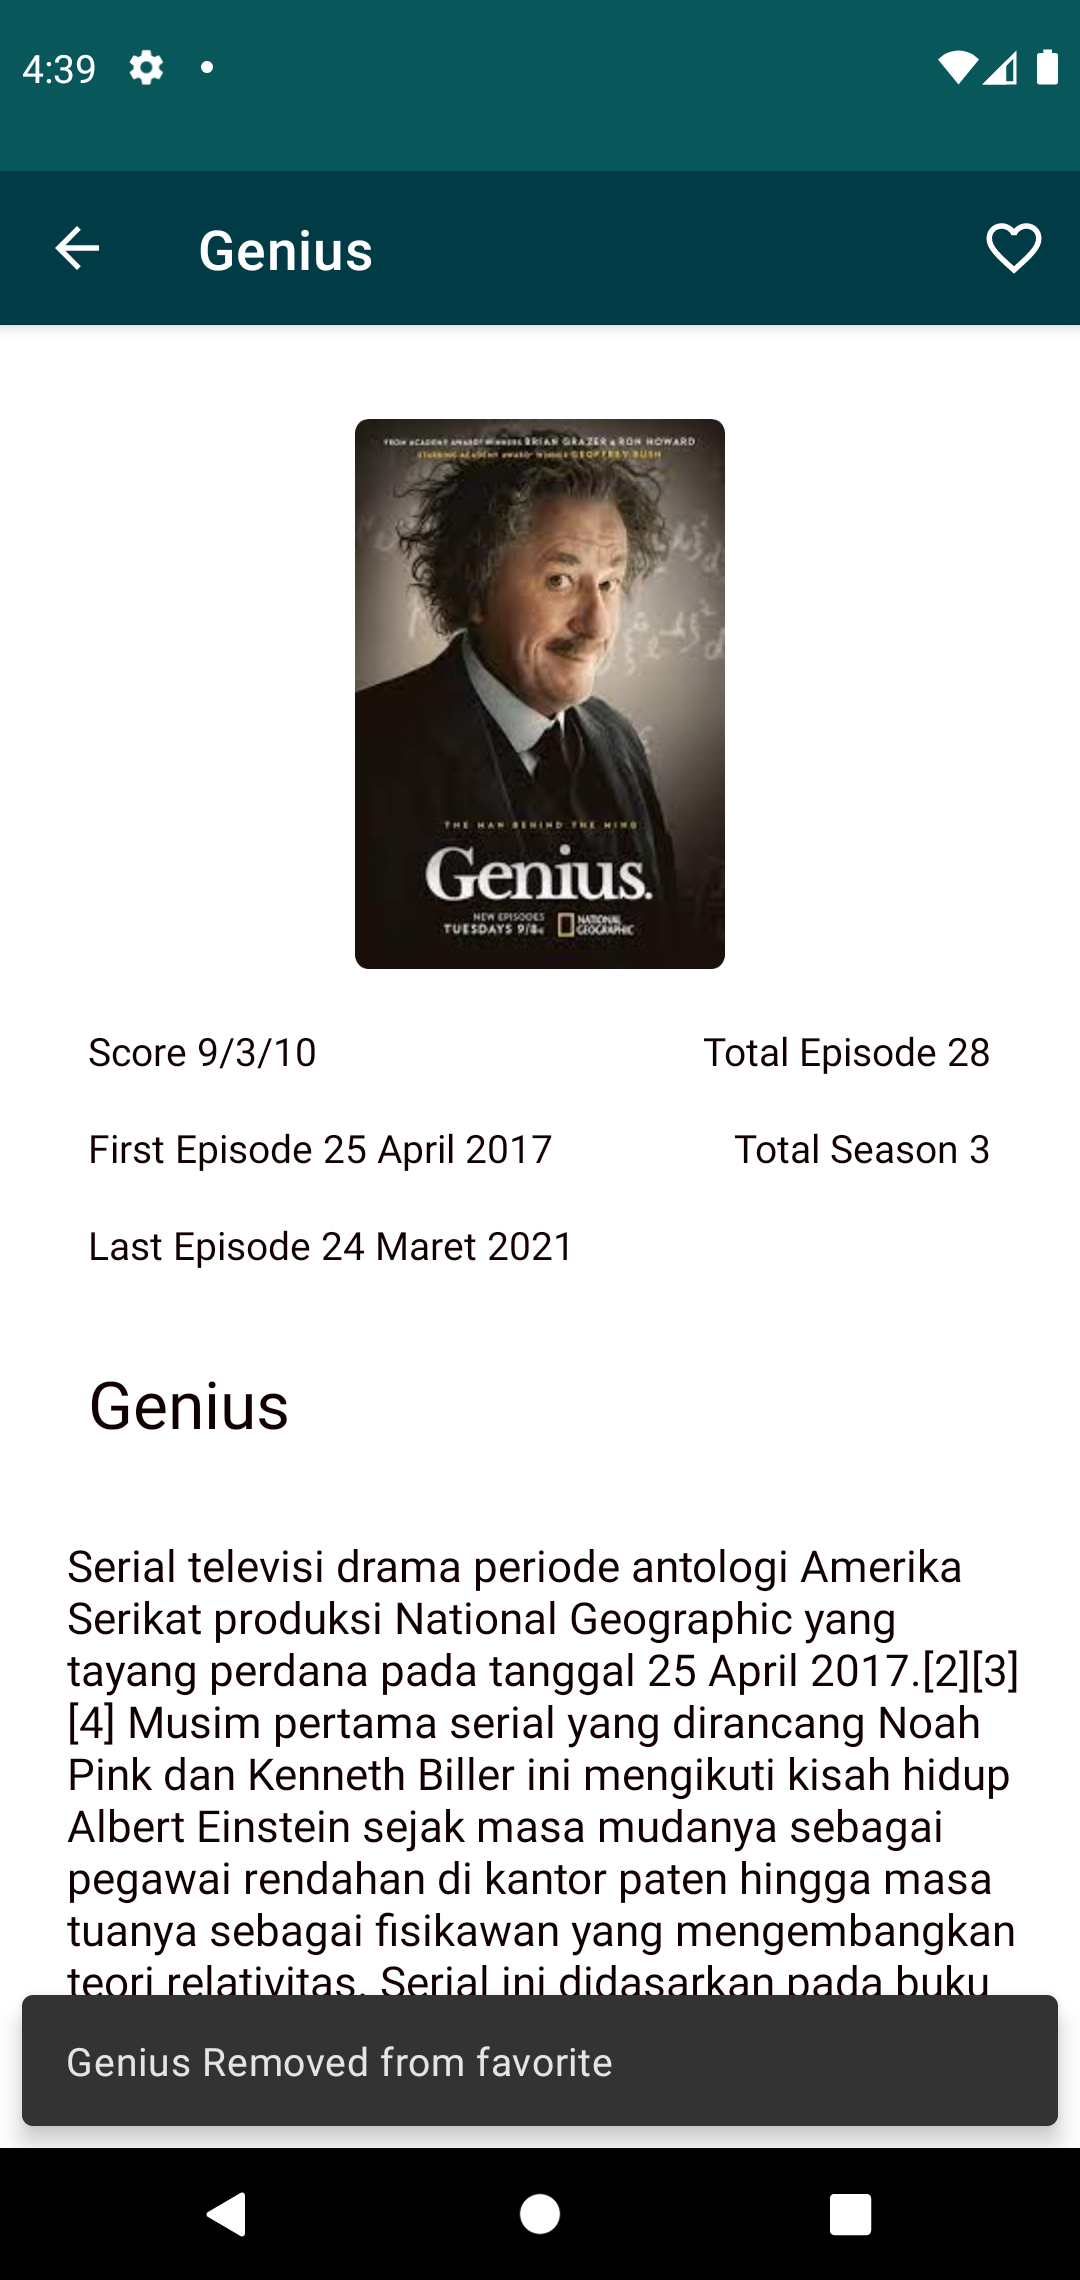 4:39
Genius
FROM ACADEMY AWARD WINNERS BRIAN GRAZER & RON HOWARD
STARRING ACADEMY AWARD WINNER GEOFFREY RUSH
THE MAN BEHIND THE MIND
Genius.
NEW EPISODES
TUESDAYS 9/8c
NATIONAL
GEOGRAPHIC
Score 9/3/10
Total Episode 28
First Episode 25 April 2017
Total Season 3
Last Episode 24 Maret 2021
Genius
Serial televisi drama periode antologi Amerika
Serikat produksi National Geographic yang
tayang perdana pada tanggal 25 April 2017.[2][3]
[4] Musim pertama serial yang dirancang Noah
Pink dan Kenneth Biller ini mengikuti kisah hidup
Albert Einstein sejak masa mudanya sebagai
pegawai rendahan di kantor paten hingga masa
tuanya sebagai fisikawan yang mengembangkan
teori relativitas. Serial ini didasarkan pada buku
Genius Removed from favorite